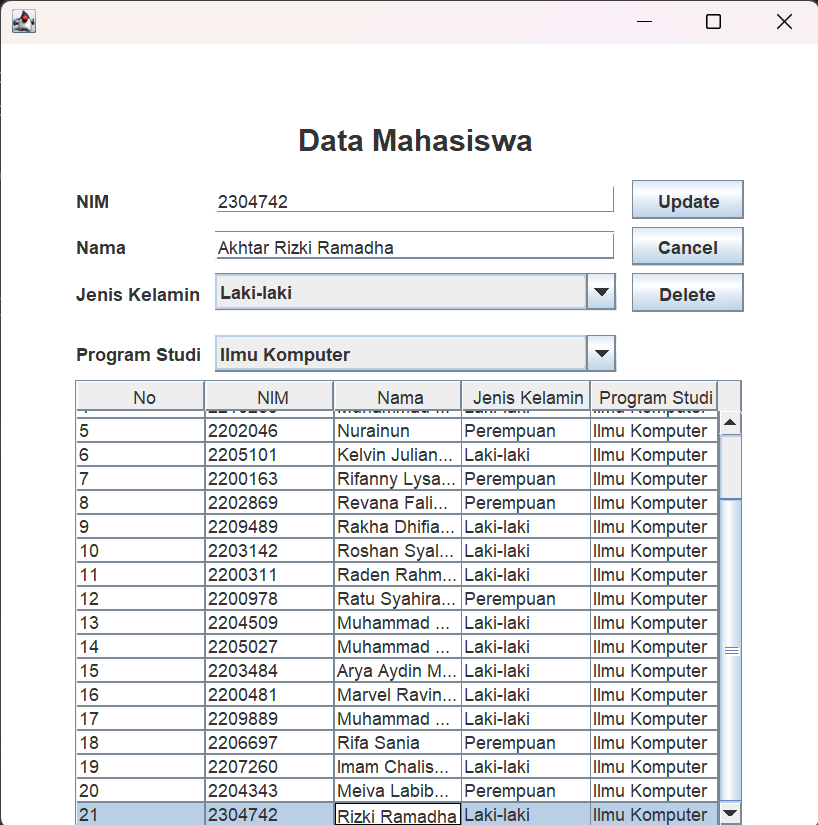 Data Mahasiswa
NIM 2304742 Update
Nama Akhtar Rizki Ramadha Cancel
Jenis Kelamin Laki-laki Delete
Program Studi Ilmu Komputer
No NIM Nama Jenis Kelamin Program Studi
5 2202046 Nurainun Perempuan Ilmu Komputer
6 2205101 Kelvin Julian... Laki-laki Ilmu Komputer
7 2200163 Rifanny Lysa... Perempuan Ilmu Komputer
8 2202869 Revana Fali... Perempuan Ilmu Komputer
9 2209489 Rakha Dhifia... Laki-laki Ilmu Komputer
10 2203142 Roshan Syal... Laki-laki Ilmu Komputer
11 2200311 Raden Rahm... Laki-laki Ilmu Komputer
12 2200978 Ratu Syahira... Perempuan Ilmu Komputer
13 2204509 Muhammad ... Laki-laki Ilmu Komputer
14 2205027 Muhammad ... Laki-laki Ilmu Komputer
15 2203484 Arya Aydin M... Laki-laki Ilmu Komputer
16 2200481 Marvel Ravin... Laki-laki Ilmu Komputer
17 2209889 Muhammad ... Laki-laki Ilmu Komputer
18 2206697 Rifa Sania Perempuan Ilmu Komputer
19 2207260 Imam Chalis... Laki-laki Ilmu Komputer
20 2204343 Meiva Labib... Perempuan Ilmu Komputer
21 2304742 Rizki Ramadha Laki-laki Ilmu Komputer